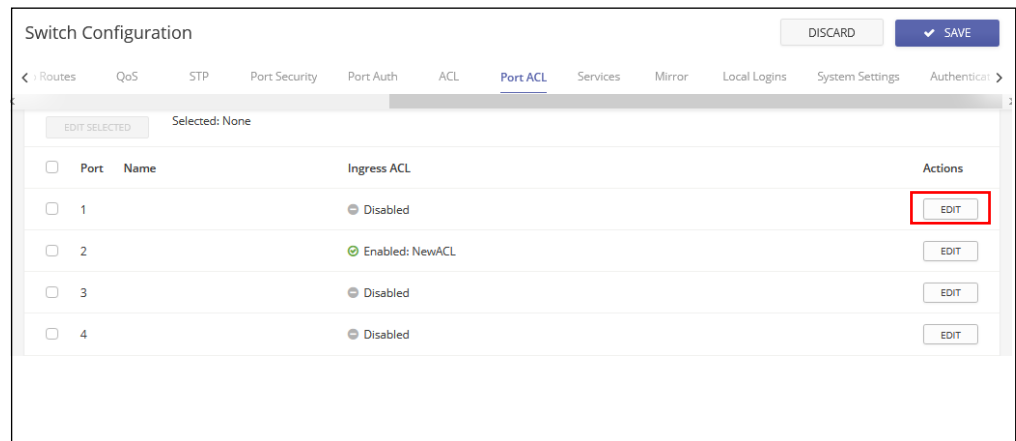 Switch Configuration DISCARD SAVE
Routes QoS STP Port Security Port Auth ACL Port ACL Services Mirror Local Logins System Settings Authenticat
EDIT SELECTED Selected: None
Port Name Ingress ACL Actions
1 Disabled EDIT
2 Enabled: NewACL EDIT
3 Disabled EDIT
4 Disabled EDIT